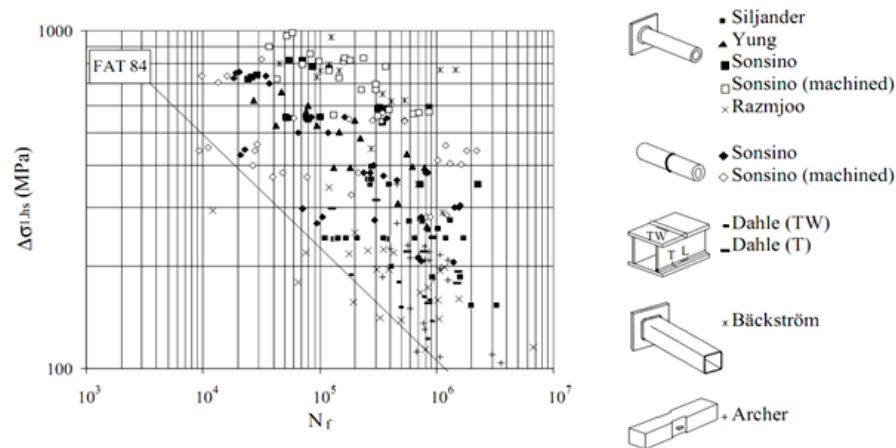 1000
FAT 84
Δσ1,hs (MPa)
100
10³
10⁴
10⁵
10⁶
10⁷
Nf
Siljander
Yung
Sonsino
Sonsino (machined)
Razmjoo
Sonsino
Sonsino (machined)
TW
T
L
Dahle (TW)
Dahle (T)
Bäckström
Archer